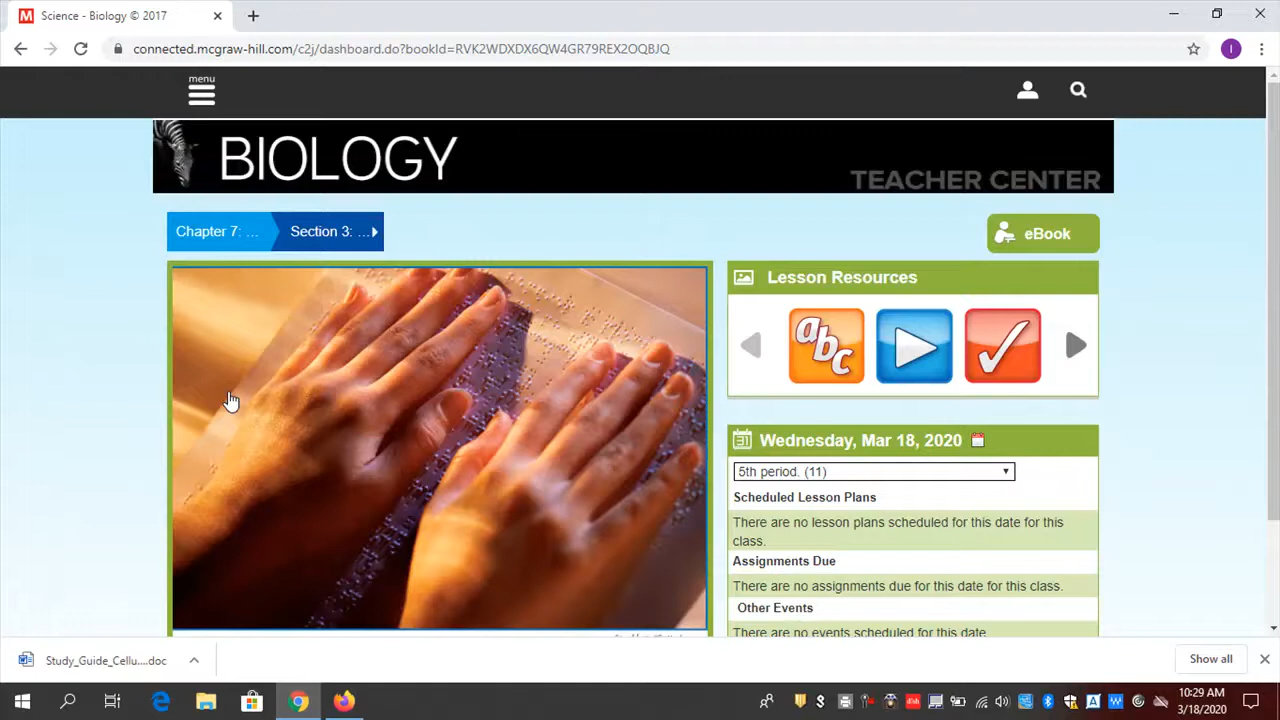 Science - Biology © 2017
connected.mcgraw-hill.com/c2j/dashboard.do?bookId=RVK2WDXDX6QW4GR79REX2OQBJQ
menu
BIOLOGY
TEACHER CENTER
Chapter 7: ...
Section 3: ...
eBook
Lesson Resources
abc
31 Wednesday, Mar 18, 2020
5th period. (11)
Scheduled Lesson Plans
There are no lesson plans scheduled for this date for this
class.
Assignments Due
There are no assignments due for this date for this class.
Other Events
There are no events scheduled for this date
Study_Guide_Cellu....doc
Show all
10:29 AM
3/18/2020